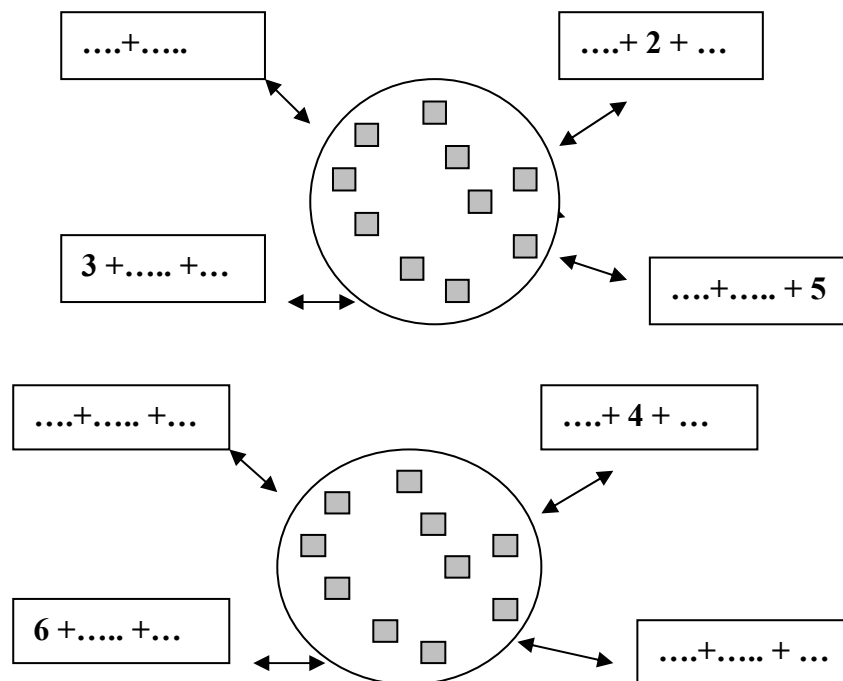 ….+…..
….+ 2 + …
3 +….. +…
….+….. + 5
….+….. +…
….+ 4 + …
6 +….. +…
….+….. + …